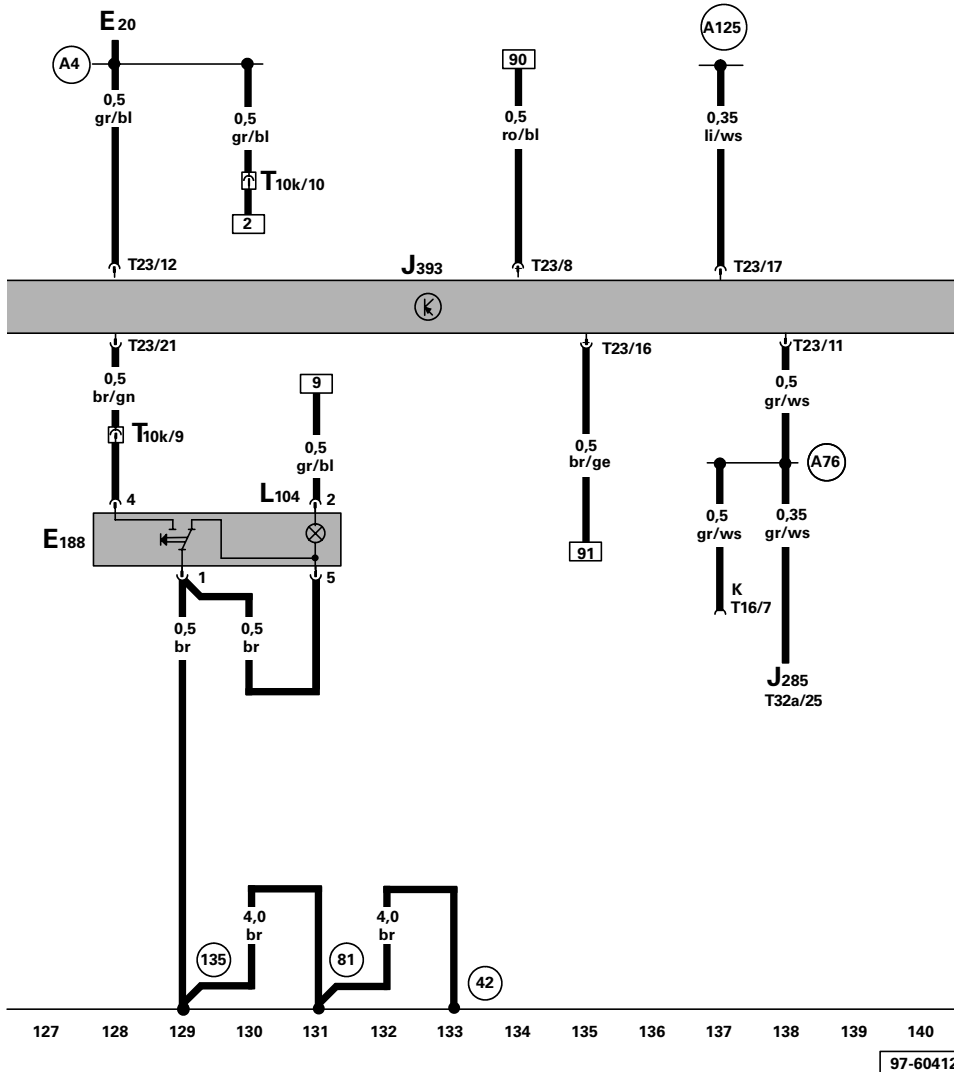 E20
A4
A125
90
0,5
gr/bl
0,5
gr/bl
0,5
ro/bl
0,35
li/ws
T10k/10
2
T23/12
J393
T23/8
T23/17
T23/21
T23/16
T23/11
0,5
br/gn
9
0,5
gr/ws
T10k/9
0,5
gr/bl
0,5
br/ge
A76
4
L104
2
E188
0,5
gr/ws
0,35
gr/ws
91
1
5
K
T16/7
0,5
br
0,5
br
J285
T32a/25
4,0
br
4,0
br
135
81
42
127 128 129 130 131 132 133 134 135 136 137 138 139 140
97-60412